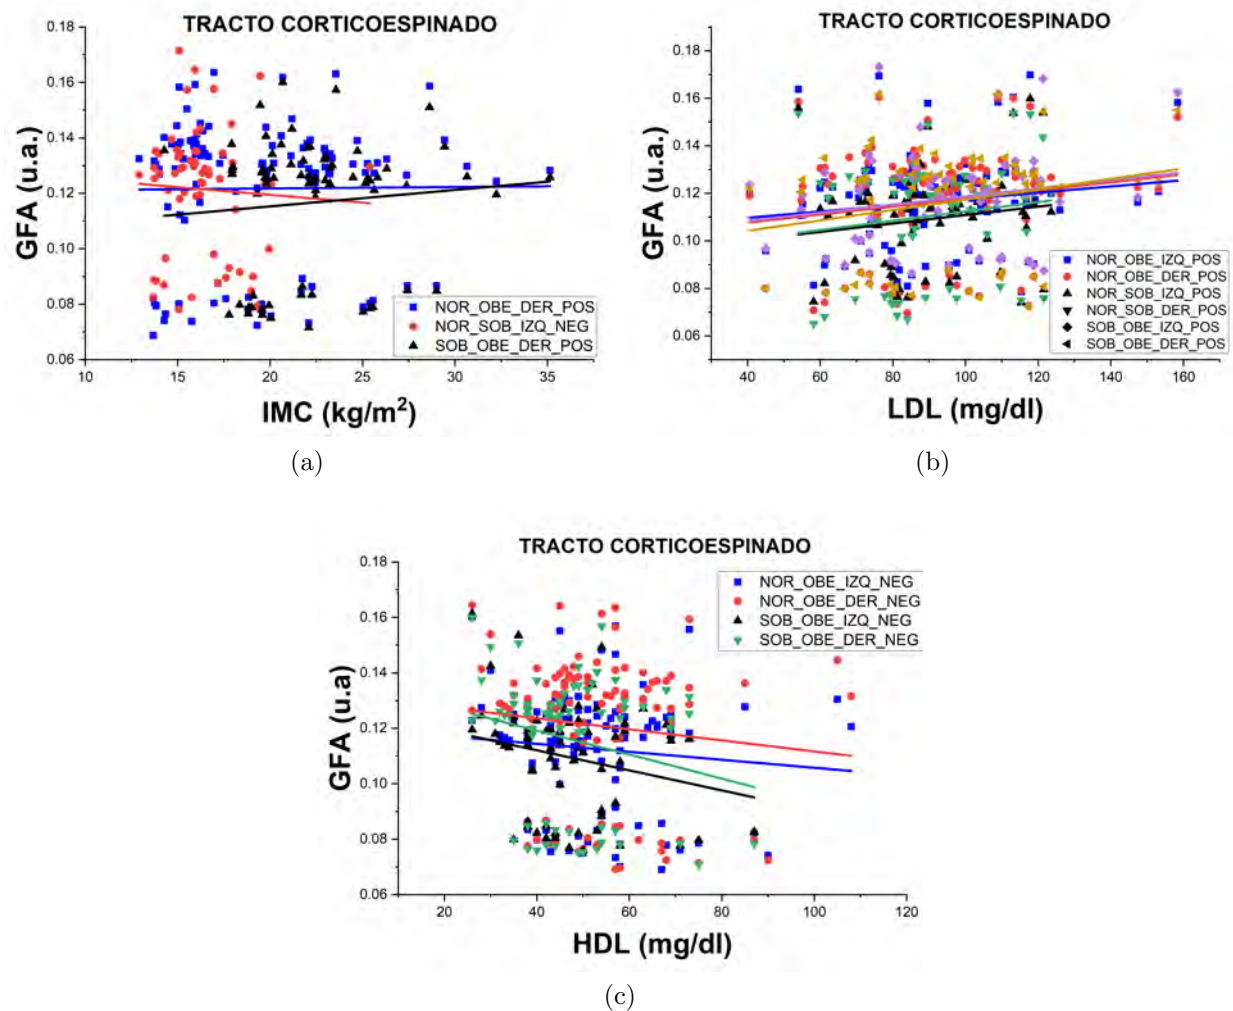 TRACTO CORTICOESPINADO
0.18
0.16
0.14
0.12
0.10
0.08
0.06
GFA (u.a.)
NOR_OBE_DER_POS
NOR_SOB_IZQ_NEG
SOB_OBE_DER_POS
10 15 20 25 30 35
IMC (kg/m²)
(a)
TRACTO CORTICOESPINADO
0.18
0.16
0.14
0.12
0.10
0.08
0.06
GFA (u.a.)
NOR_OBE_IZQ_POS
NOR_OBE_DER_POS
NOR_SOB_IZQ_POS
NOR_SOB_DER_POS
SOB_OBE_IZQ_POS
SOB_OBE_DER_POS
40 60 80 100 120 140 160
LDL (mg/dl)
(b)
TRACTO CORTICOESPINADO
0.18
0.16
0.14
0.12
0.10
0.08
0.06
GFA (u.a)
NOR_OBE_IZQ_NEG
NOR_OBE_DER_NEG
SOB_OBE_IZQ_NEG
SOB_OBE_DER_NEG
20 40 60 80 100 120
HDL (mg/dl)
(c)